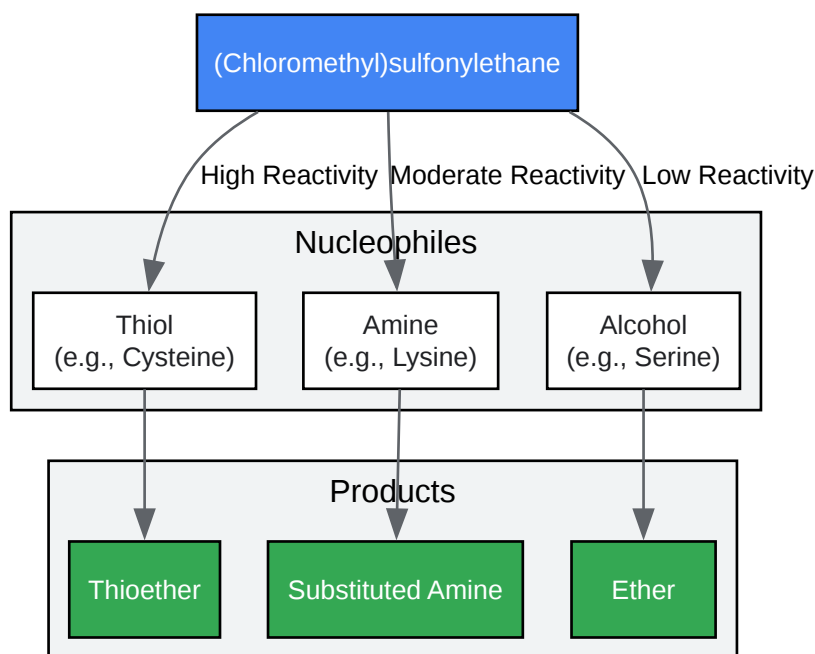 (Chloromethyl)sulfonylethane
High Reactivity
Moderate Reactivity
Low Reactivity
Nucleophiles
Thiol
(e.g., Cysteine)
Amine
(e.g., Lysine)
Alcohol
(e.g., Serine)
Products
Thioether
Substituted Amine
Ether